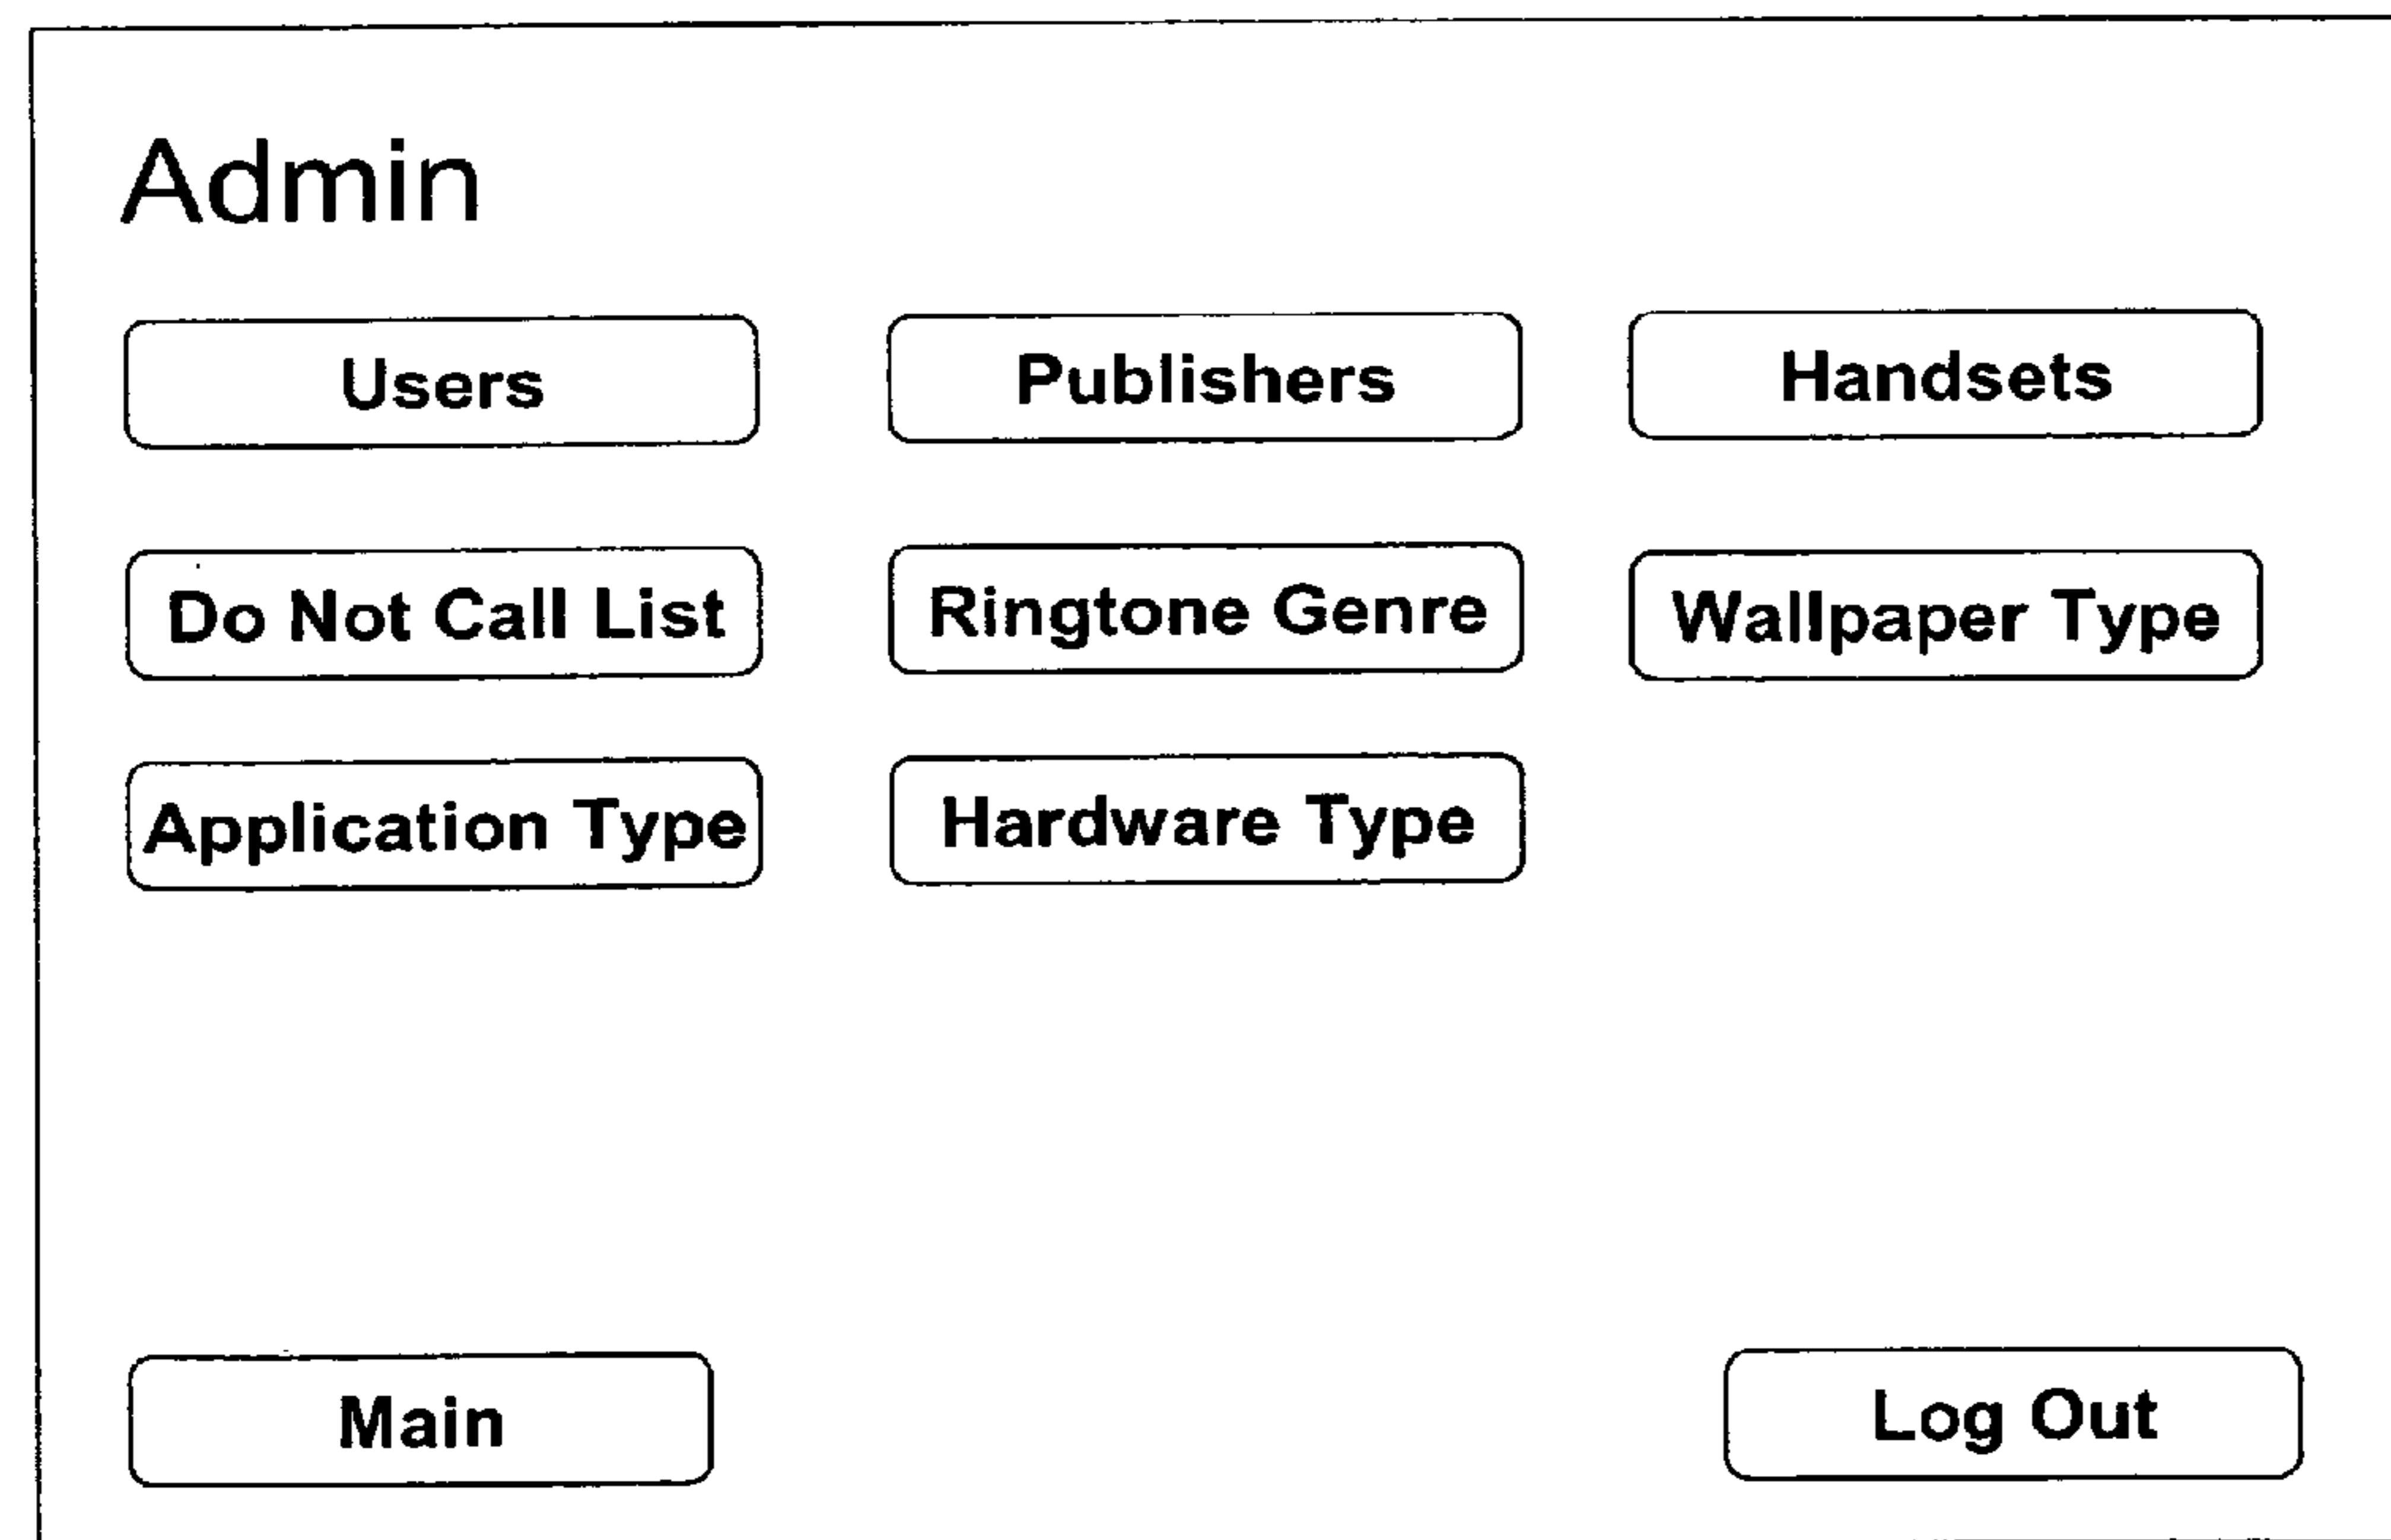 Admin
Users Publishers Handsets
Do Not Call List Ringtone Genre Wallpaper Type
Application Type Hardware Type
Main Log Out